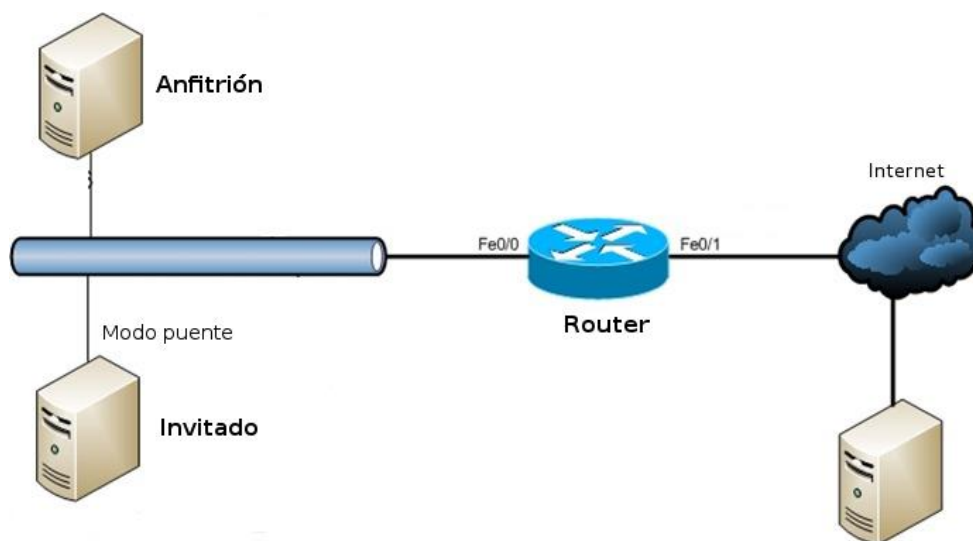 Anfitrión
Internet
Fe0/0
Fe0/1
Router
Modo puente
Invitado